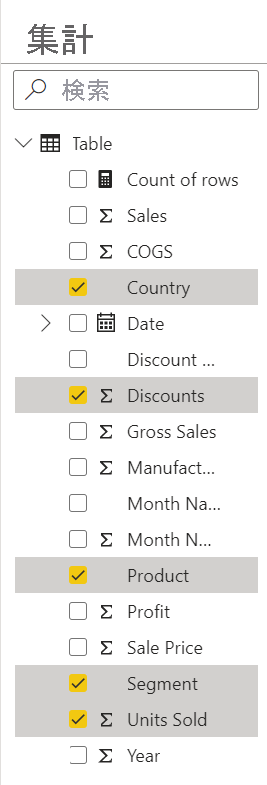 集計
検索
Table
Count of rows
Σ Sales
Σ COGS
Country
Date
Discount ...
Σ Discounts
Σ Gross Sales
Σ Manufact...
Month Na...
Σ Month N...
Product
Σ Profit
Σ Sale Price
Segment
Σ Units Sold
Σ Year